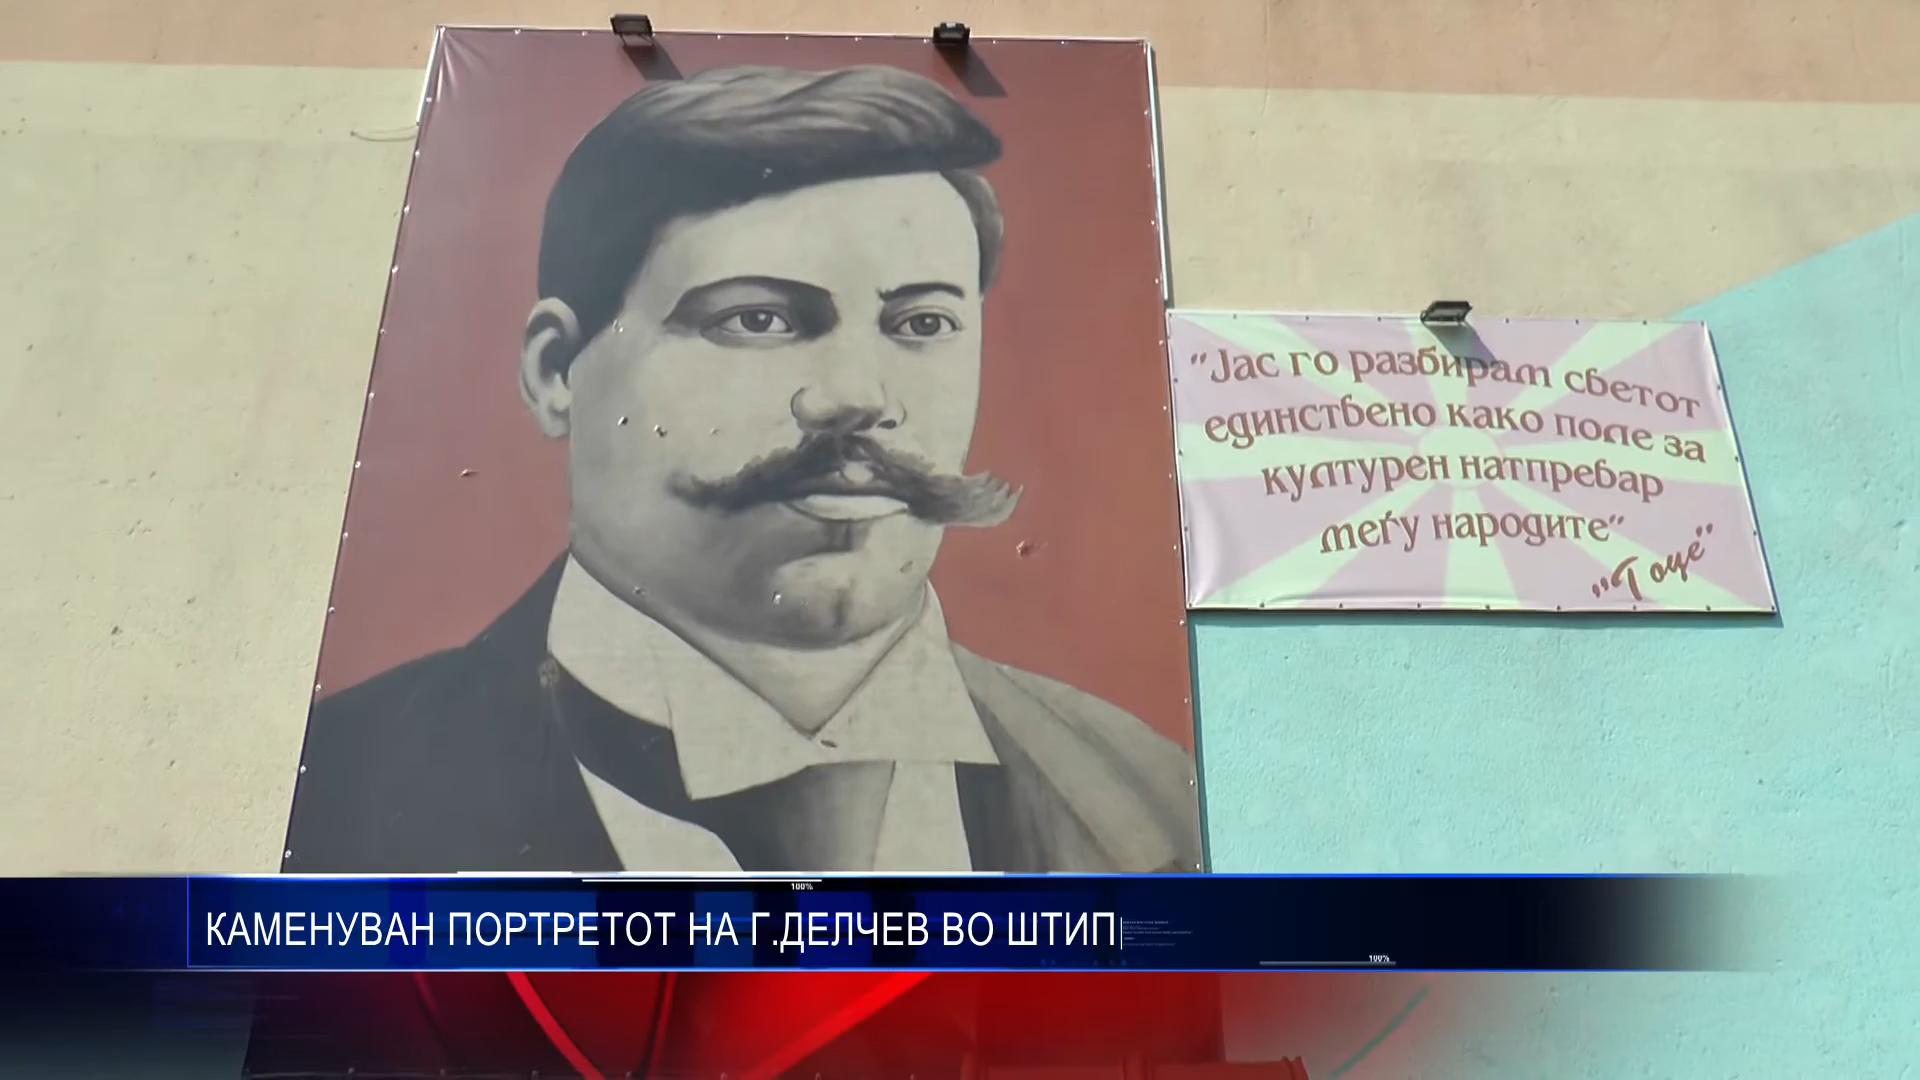 "Јас го разбирам светот
единствено како поле за
културен натпревар
меѓу народите"
„Гоце"
100%
КАМЕНУВАН ПОРТРЕТОТ НА Г.ДЕЛЧЕВ ВО ШТИП
100%